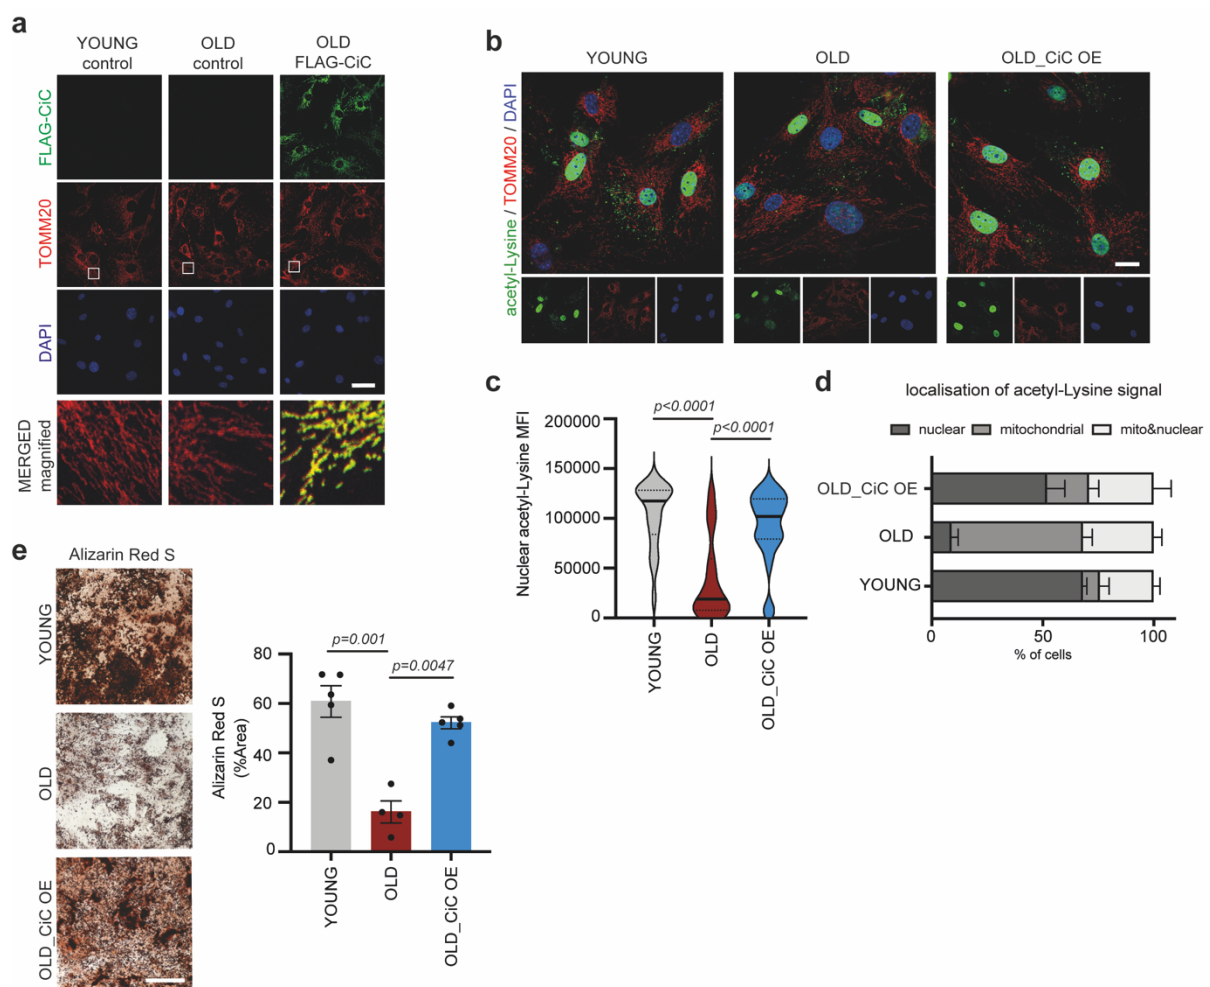 a
YOUNG
control
OLD
control
OLD
FLAG-CiC
FLAG-CiC
TOMM20
DAPI
MERGED
magnified
b
YOUNG
OLD
OLD_CiC OE
acetyl-Lysine / TOMM20 / DAPI
c
Nuclear acetyl-Lysine MFI
200000
150000
100000
50000
0
p<0.0001
p<0.0001
YOUNG
OLD
OLD_CiC OE
d
localisation of acetyl-Lysine signal
nuclear mitochondrial mito&nuclear
OLD_CiC OE
OLD
YOUNG
0 50 100
% of cells
e
Alizarin Red S
YOUNG
OLD
OLD_CiC OE
Alizarin Red S
(%Area)
80
60
40
20
0
p=0.001
p=0.0047
YOUNG
OLD
OLD_CiC OE